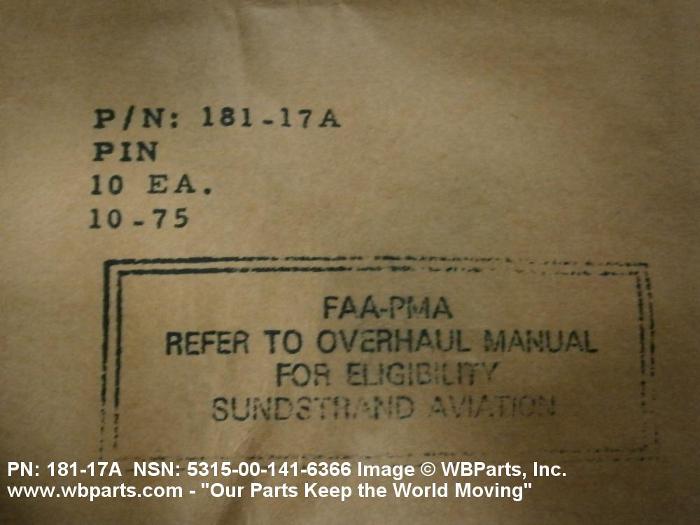 P/N: 181-17A
PIN
10 EA.
10-75
FAA-PMA
REFER TO OVERHAUL MANUAL
FOR ELIGIBILITY
SUNDSTRAND AVIATION
PN: 181-17A NSN: 5315-00-141-6366 Image © WBParts, Inc.
www.wbparts.com - "Our Parts Keep the World Moving"